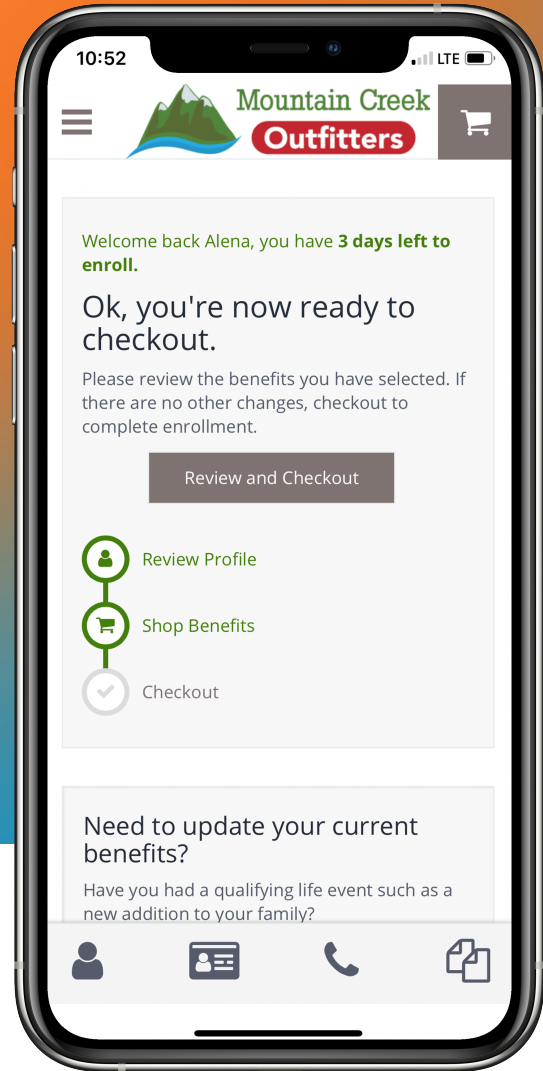 10:52
LTE
Mountain Creek
Outfitters
Welcome back Alena, you have 3 days left to
enroll.
Ok, you're now ready to
checkout.
Please review the benefits you have selected. If
there are no other changes, checkout to
complete enrollment.
Review and Checkout
Review Profile
Shop Benefits
Checkout
Need to update your current
benefits?
Have you had a qualifying life event such as a
new addition to your family?